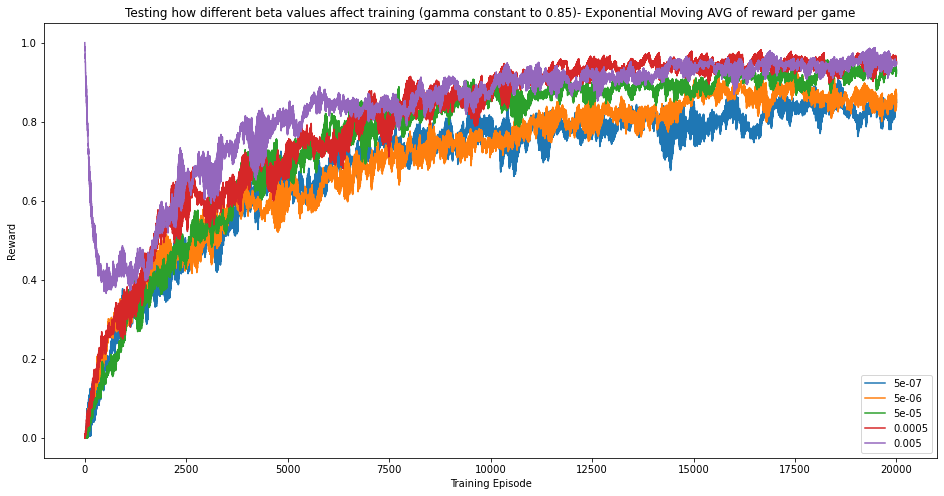 Testing how different beta values affect training (gamma constant to 0.85)- Exponential Moving AVG of reward per game
1.0
0.8
0.6
0.4
0.2
0.0
Reward
0 2500 5000 7500 10000 12500 15000 17500 20000
Training Episode
5e-07
5e-06
5e-05
0.0005
0.005